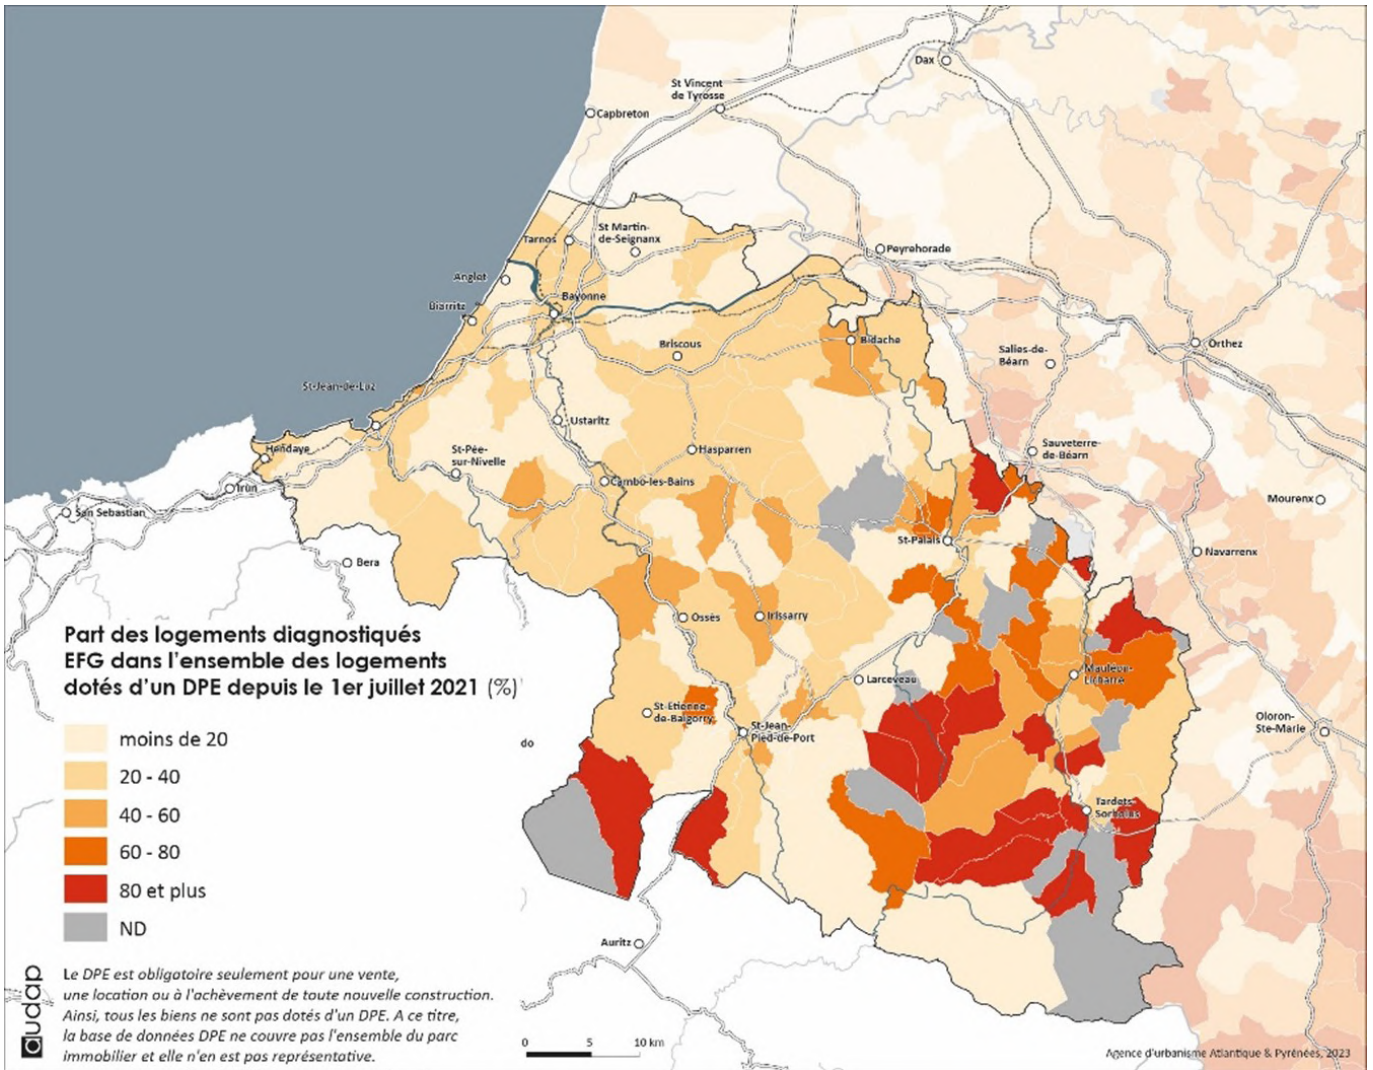 Dax
St Vincent
de Tyrosse
Capbreton
Tarnos
St Martin-
de-Seignanx
Peyrehorade
Anglet
Bayonne
Biarritz
Briscous
Bidache
Orthez
Salies-de-
Béarn
St-Jean-de-Luz
Ustaritz
Hendaye
St-Pée-
sur-Nivelle
Hasparren
Sauveterre-
de-Béarn
Irun
Cambo-les-Bains
Mourenx
San Sebastian
St-Palais
Navarrenx
Bera
Ossès
Irissarry
Part des logements diagnostiqués
EFG dans l'ensemble des logements
dotés d'un DPE depuis le 1er juillet 2021 (%)
Mauléon-
Licharre
Larceveau
St-Etienne-
de-Baïgorry
St-Jean-
Pied-de-Port
Oloron-
Ste-Marie
do
moins de 20
20 - 40
40 - 60
60 - 80
80 et plus
ND
Tardets-
Sorholus
Auritz
audap
Le DPE est obligatoire seulement pour une vente,
une location ou à l'achèvement de toute nouvelle construction.
Ainsi, tous les biens ne sont pas dotés d'un DPE. A ce titre,
la base de données DPE ne couvre pas l'ensemble du parc
immobilier et elle n'en est pas représentative.
0 5 10 km
Agence d'urbanisme Atlantique & Pyrénées, 2023